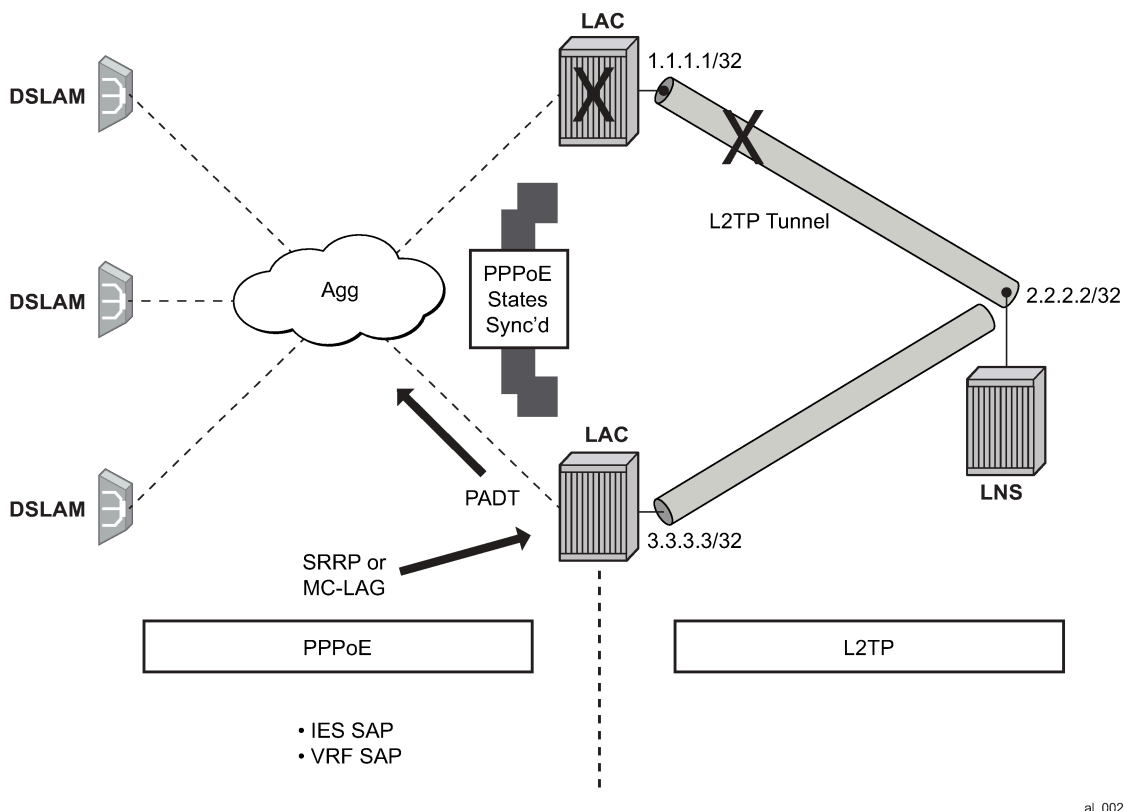 LAC
1.1.1.1/32
DSLAM
L2TP Tunnel
PPPoE
States
Sync’d
Agg
DSLAM
2.2.2.2/32
LAC
PADT
LNS
DSLAM
3.3.3.3/32
SRRP or
MC-LAG
PPPoE
L2TP
• IES SAP
• VRF SAP
al_002